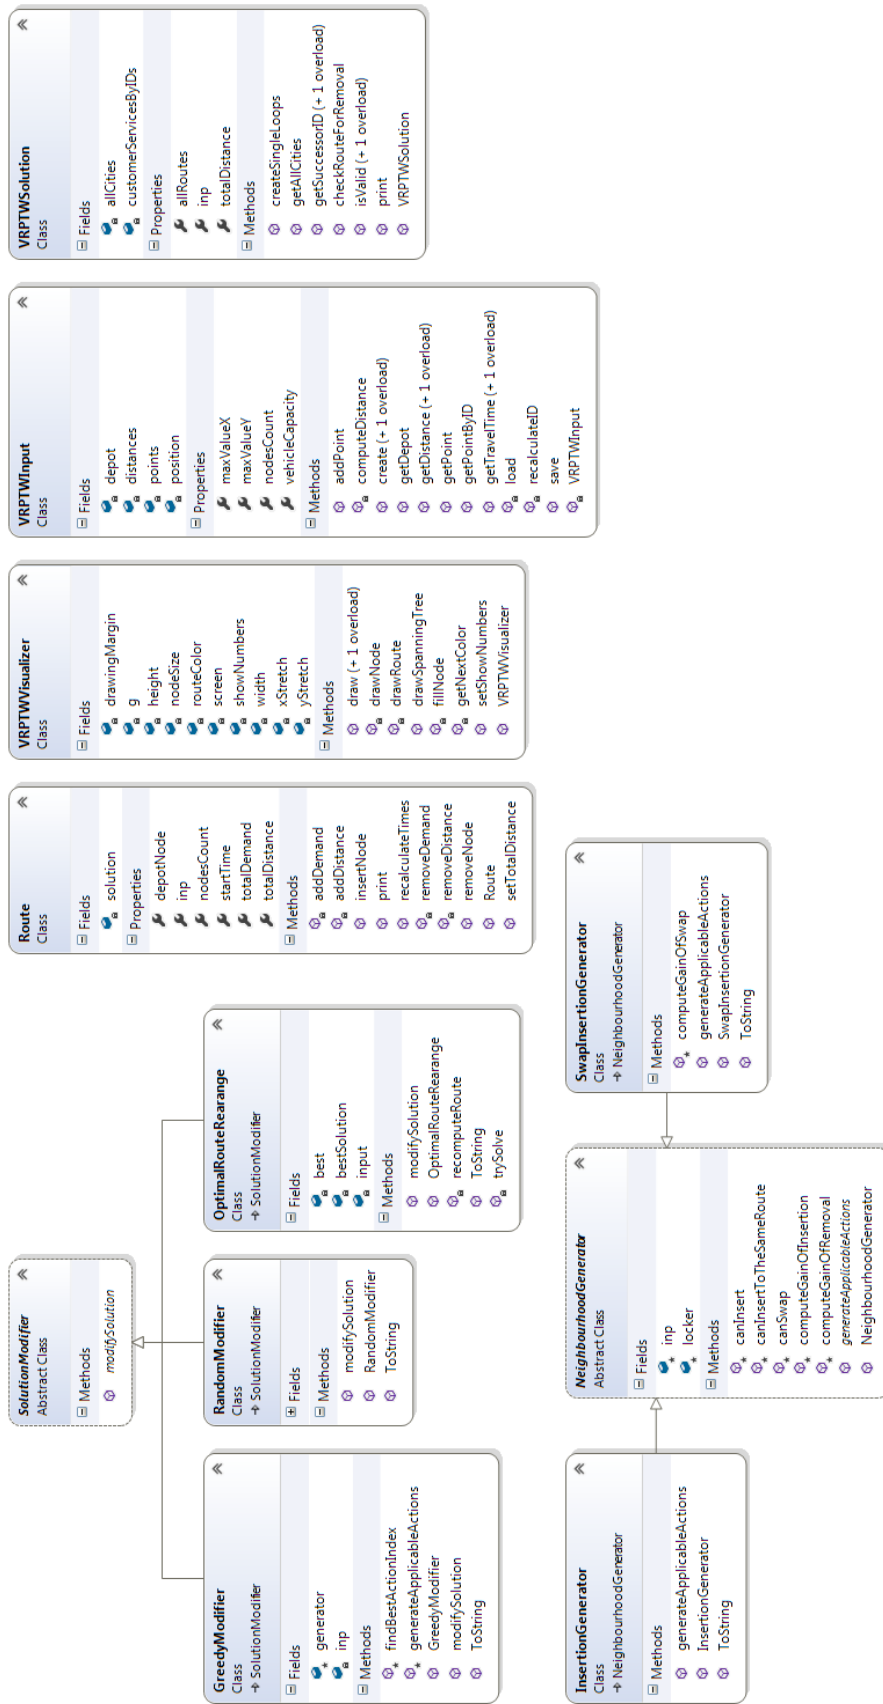 SolutionModifier
Abstract Class
Methods
modifySolution
GreedyModifier
Class
SolutionModifier
Fields
generator
inp
Methods
findBestActionIndex
generateApplicableActions
GreedyModifier
modifySolution
ToString
RandomModifier
Class
SolutionModifier
Fields
Methods
modifySolution
RandomModifier
ToString
OptimalRouteRearrange
Class
SolutionModifier
Fields
best
bestSolution
input
Methods
modifySolution
OptimalRouteRearrange
recomputeRoute
ToString
trySolve
Route
Class
Fields
solution
Properties
depotNode
inp
nodesCount
startTime
totalDemand
totalDistance
Methods
addDemand
addDistance
insertNode
print
recalculateTimes
removeDemand
removeDistance
removeNode
Route
setTotalDistance
VRPTWVisualizer
Class
Fields
drawingMargin
g
height
nodeSize
routeColor
screen
showNumbers
width
xStretch
yStretch
Methods
draw (+ 1 overload)
drawNode
drawRoute
drawSpanningTree
fillNode
getNextColor
setShowNumbers
VRPTWVisualizer
VRPTWInput
Class
Fields
depot
distances
points
position
Properties
maxValueX
maxValueY
nodesCount
vehicleCapacity
Methods
addPoint
computeDistance
create (+ 1 overload)
getDepot
getDistance (+ 1 overload)
getPoint
getPointByID
getTravelTime (+ 1 overload)
load
recalculateID
save
VRPTWInput
VRPTWSolution
Class
Fields
allCities
customerServicesByIDs
Properties
allRoutes
inp
totalDistance
Methods
createSingleLoops
getAllCities
getSuccessorID (+ 1 overload)
checkRouteForRemoval
isValid (+ 1 overload)
print
VRPTWSolution
InsertionGenerator
Class
NeighbourhoodGenerator
Methods
generateApplicableActions
InsertionGenerator
ToString
NeighbourhoodGenerator
Abstract Class
Fields
inp
locker
Methods
canInsert
canInsertToTheSameRoute
canSwap
computeGainOfInsertion
computeGainOfRemoval
generateApplicableActions
NeighbourhoodGenerator
SwapInsertionGenerator
Class
NeighbourhoodGenerator
Methods
computeGainOfSwap
generateApplicableActions
SwapInsertionGenerator
ToString